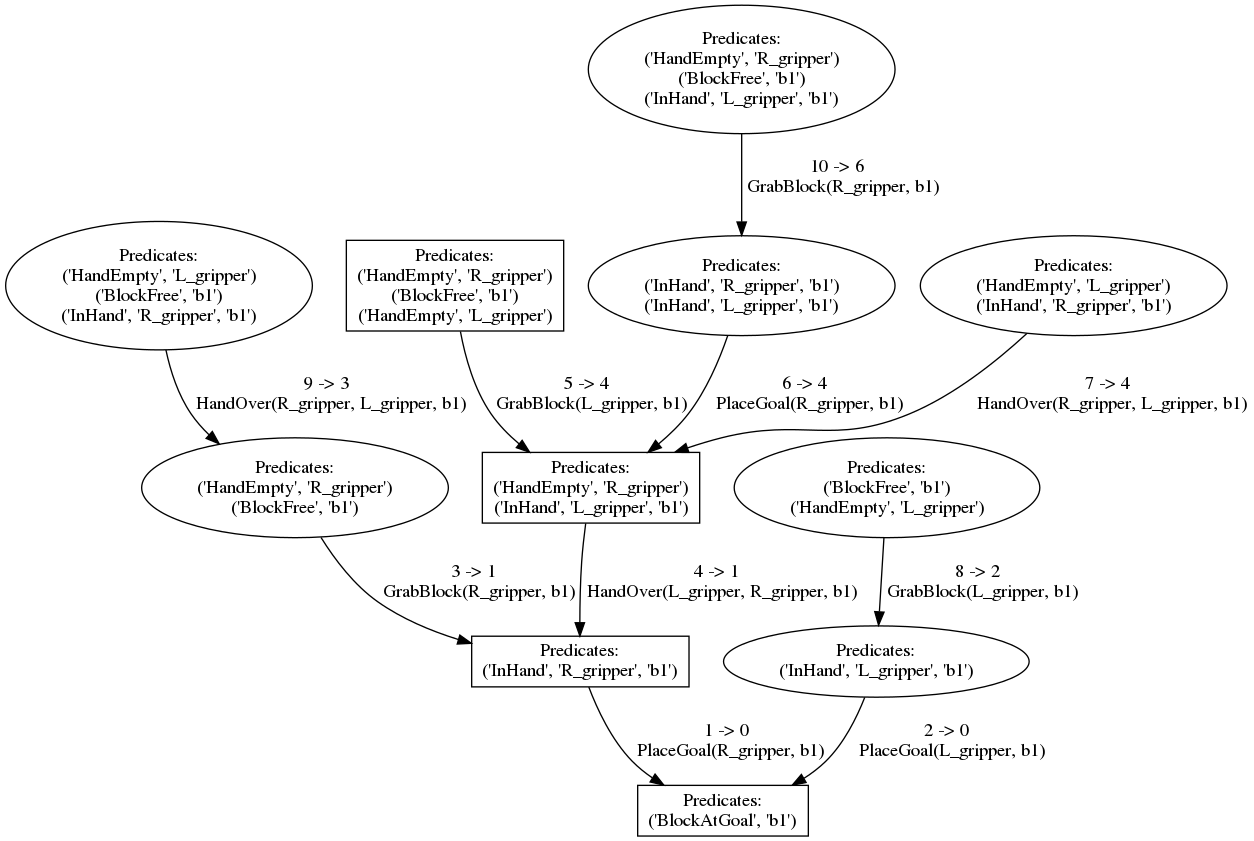 Predicates:
('HandEmpty', 'R_gripper')
('BlockFree', 'b1')
('InHand', 'L_gripper', 'b1')
10 -> 6
GrabBlock(R_gripper, b1)
Predicates:
('HandEmpty', 'L_gripper')
('BlockFree', 'b1')
('InHand', 'R_gripper', 'b1')
Predicates:
('HandEmpty', 'R_gripper')
('BlockFree', 'b1')
('HandEmpty', 'L_gripper')
Predicates:
('InHand', 'R_gripper', 'b1')
('InHand', 'L_gripper', 'b1')
Predicates:
('HandEmpty', 'L_gripper')
('InHand', 'R_gripper', 'b1')
9 -> 3
HandOver(R_gripper, L_gripper, b1)
5 -> 4
GrabBlock(L_gripper, b1)
6 -> 4
PlaceGoal(R_gripper, b1)
7 -> 4
HandOver(R_gripper, L_gripper, b1)
Predicates:
('HandEmpty', 'R_gripper')
('BlockFree', 'b1')
Predicates:
('HandEmpty', 'R_gripper')
('InHand', 'L_gripper', 'b1')
Predicates:
('BlockFree', 'b1')
('HandEmpty', 'L_gripper')
3 -> 1
GrabBlock(R_gripper, b1)
4 -> 1
HandOver(L_gripper, R_gripper, b1)
8 -> 2
GrabBlock(L_gripper, b1)
Predicates:
('InHand', 'R_gripper', 'b1')
Predicates:
('InHand', 'L_gripper', 'b1')
1 -> 0
PlaceGoal(R_gripper, b1)
2 -> 0
PlaceGoal(L_gripper, b1)
Predicates:
('BlockAtGoal', 'b1')